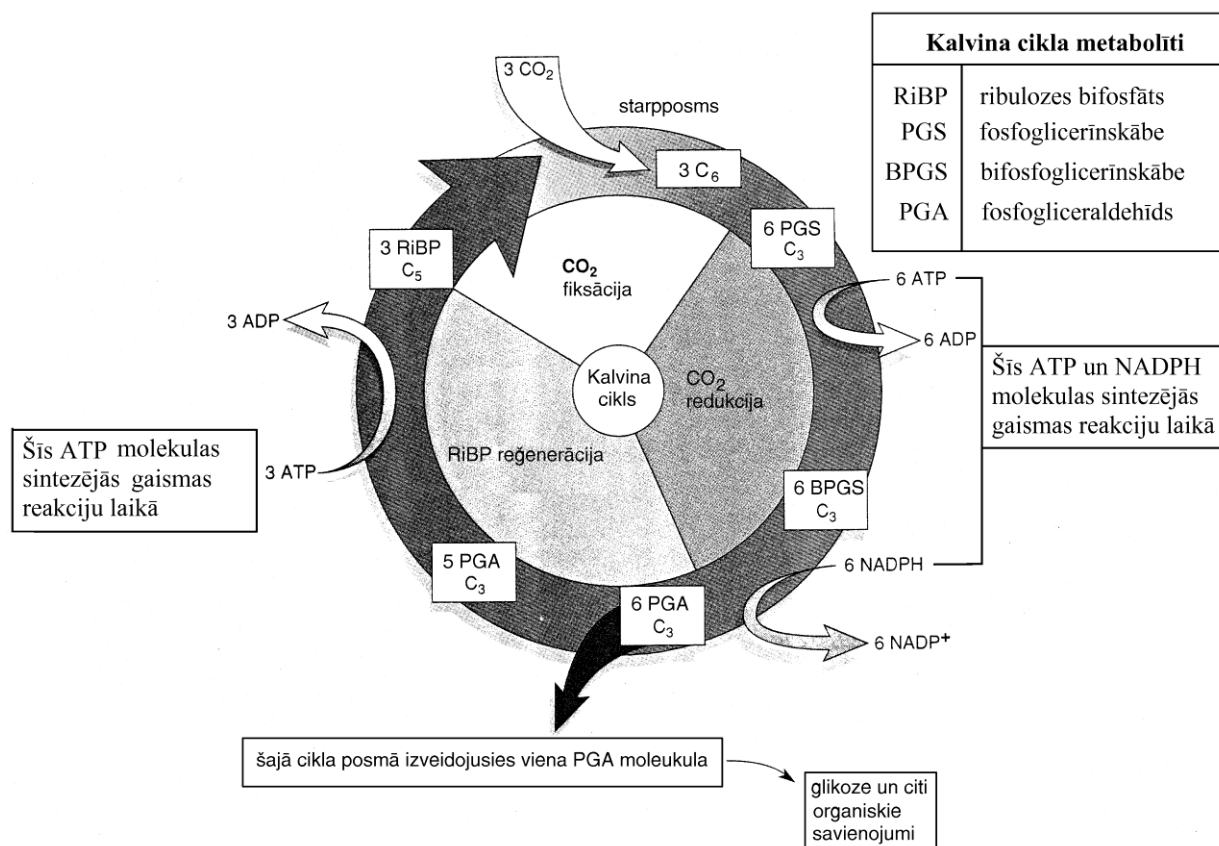 Kalvina cikla metabolīti
RiBP ribulozes bifosfāts
PGS fosfoglicerīnskābe
BPGS bifosfoglicerīnskābe
PGA fosfogliceraldehīds
3 CO₂
starpposms
3 C₆
6 PGS
C₃
3 RiBP
C₅
CO₂
fiksācija
6 ATP
6 ADP
3 ADP
Kalvina
cikls
CO₂
redukcija
Šīs ATP un NADPH
molekulas sintezējās
gaismas reakciju laikā
Šīs ATP molekulas
sintezējās gaismas
reakciju laikā
3 ATP
RiBP reģenerācija
6 BPGS
C₃
5 PGA
C₃
6 PGA
C₃
6 NADPH
6 NADP⁺
šajā cikla posmā izveidojusies viena PGA moleukula
glikoze un citi
organiskie
savienojumi